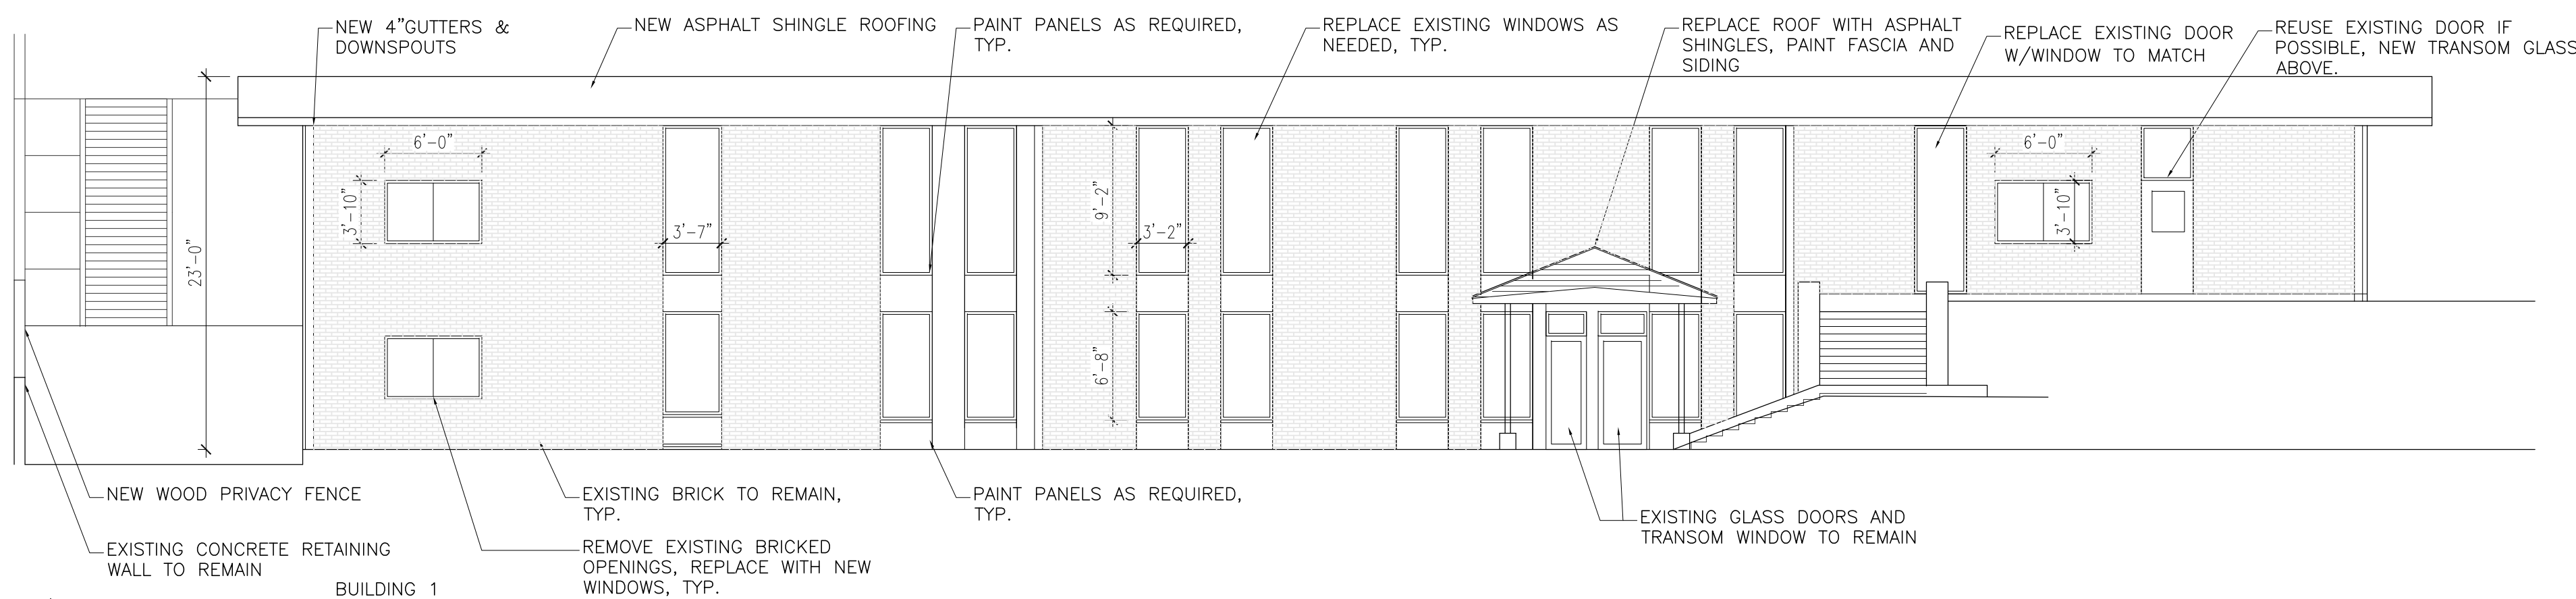 NEW 4"GUTTERS &
DOWNSPOUTS
NEW ASPHALT SHINGLE ROOFING
PAINT PANELS AS REQUIRED,
TYP.
REPLACE EXISTING WINDOWS AS
NEEDED, TYP.
REPLACE ROOF WITH ASPHALT
SHINGLES, PAINT FASCIA AND
SIDING
REPLACE EXISTING DOOR
W/WINDOW TO MATCH
REUSE EXISTING DOOR IF
POSSIBLE, NEW TRANSOM GLASS
ABOVE.
6'-0"
3'-10"
23'-0"
3'-7"
9'-2"
3'-2"
6'-8"
6'-0"
3'-10"
NEW WOOD PRIVACY FENCE
EXISTING CONCRETE RETAINING
WALL TO REMAIN
BUILDING 1
EXISTING BRICK TO REMAIN,
TYP.
REMOVE EXISTING BRICKED
OPENINGS, REPLACE WITH NEW
WINDOWS, TYP.
PAINT PANELS AS REQUIRED,
TYP.
EXISTING GLASS DOORS AND
TRANSOM WINDOW TO REMAIN